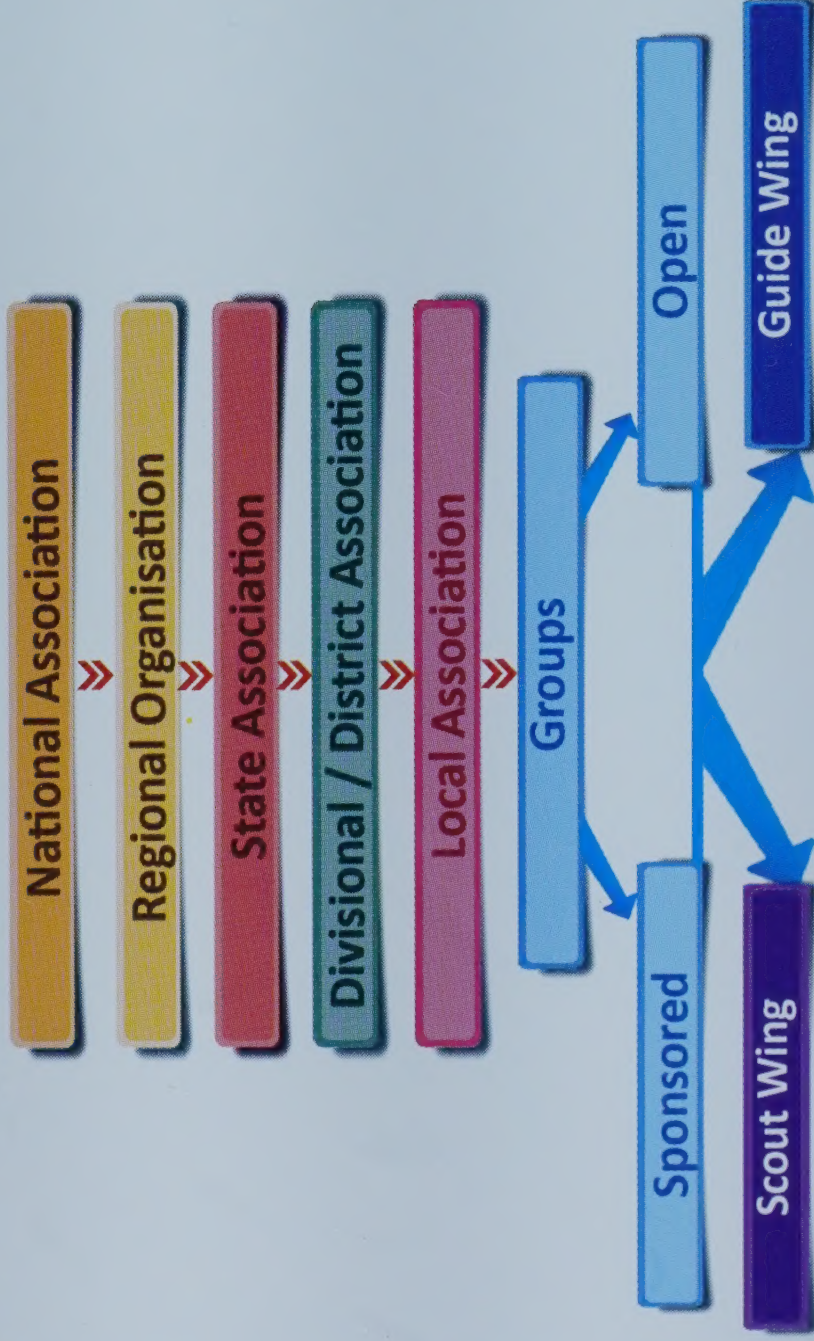 National Association
Regional Organisation
State Association
Divisional / District Association
Local Association
Groups
Sponsored
Open
Scout Wing
Guide Wing